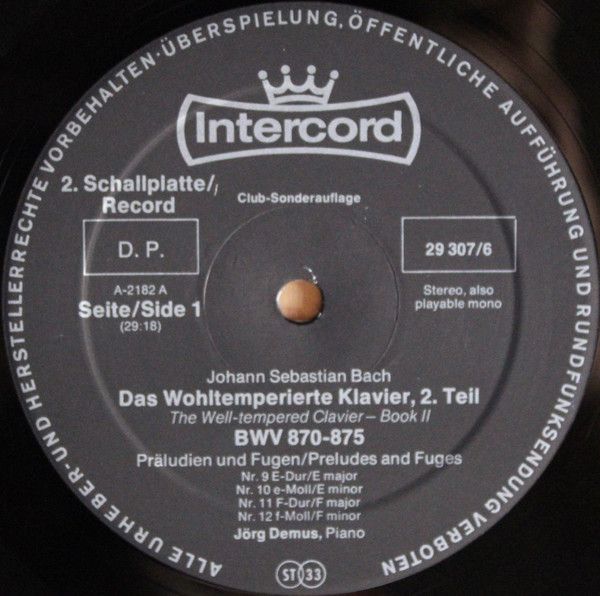 ALLE URHEBER- UND HERSTELLERRECHTE VORBEHALTEN · ÜBERSPIELUNG, ÖFFENTLICHE AUFFÜHRUNG UND RUNDFUNKSENDUNG VERBOTEN
Intercord
2. Schallplatte/
Record
Club-Sonderauflage
D. P.
29 307/6
A-2182 A
Seite/Side 1
(29:18)
Stereo, also
playable mono
Johann Sebastian Bach
Das Wohltemperierte Klavier, 2. Teil
The Well-tempered Clavier – Book II
BWV 870-875
Präludien und Fugen/Preludes and Fuges
Nr. 9 E-Dur/E major
Nr. 10 e-Moll/E minor
Nr. 11 F-Dur/F major
Nr. 12 f-Moll/F minor
Jörg Demus, Piano
ST 33